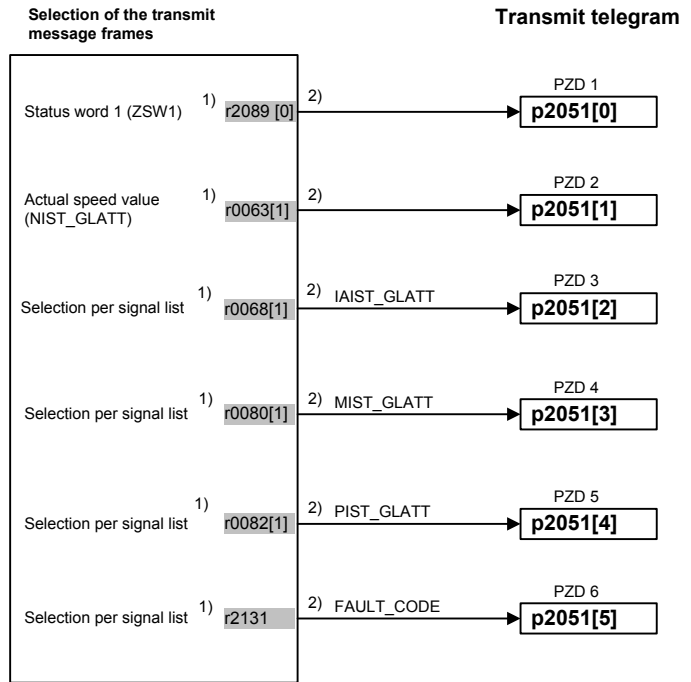 Selection of the transmit
message frames
Transmit telegram
Status word 1 (ZSW1) 1) r2089 [0] 2)
PZD 1
p2051[0]
Actual speed value
(NIST_GLATT) 1) r0063[1] 2)
PZD 2
p2051[1]
Selection per signal list 1) r0068[1] 2) IAIST_GLATT
PZD 3
p2051[2]
Selection per signal list 1) r0080[1] 2) MIST_GLATT
PZD 4
p2051[3]
Selection per signal list 1) r0082[1] 2) PIST_GLATT
PZD 5
p2051[4]
Selection per signal list 1) r2131 2) FAULT_CODE
PZD 6
p2051[5]